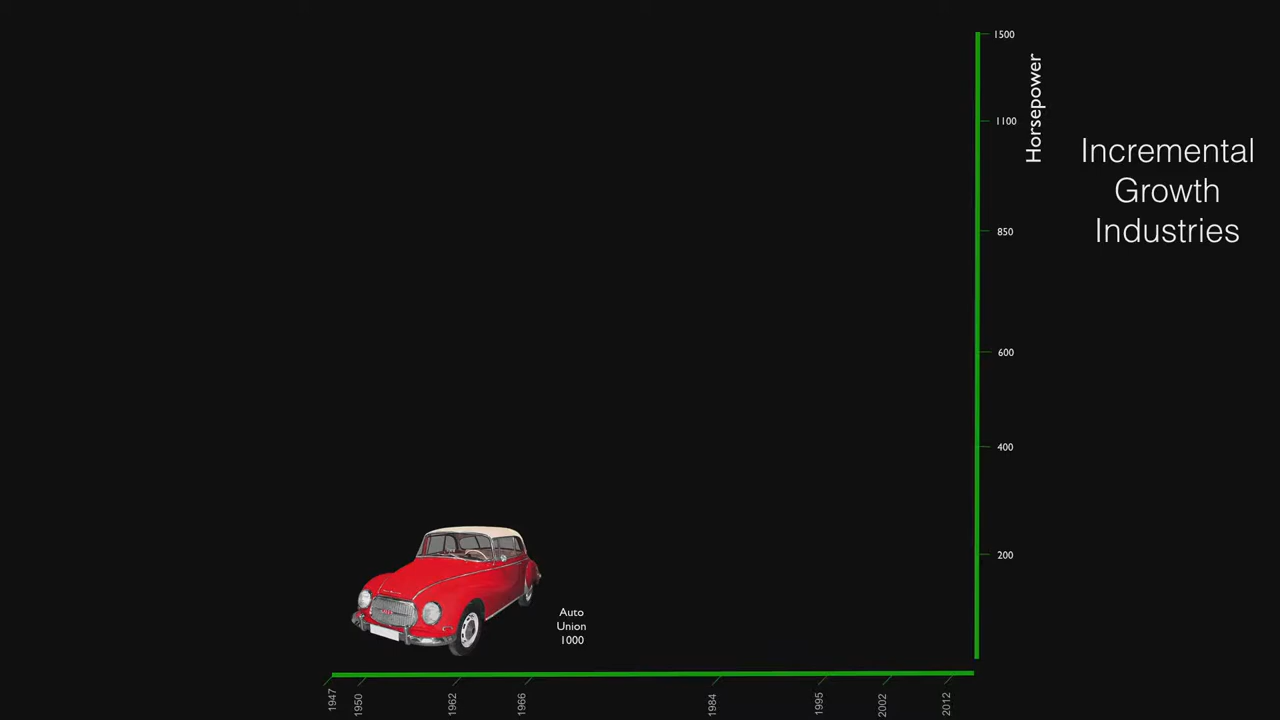 Incremental
Growth
Industries
Horsepower
1500
1100
850
600
400
200
Auto
Union
1000
1947
1950
1962
1966
1984
1995
2002
2012